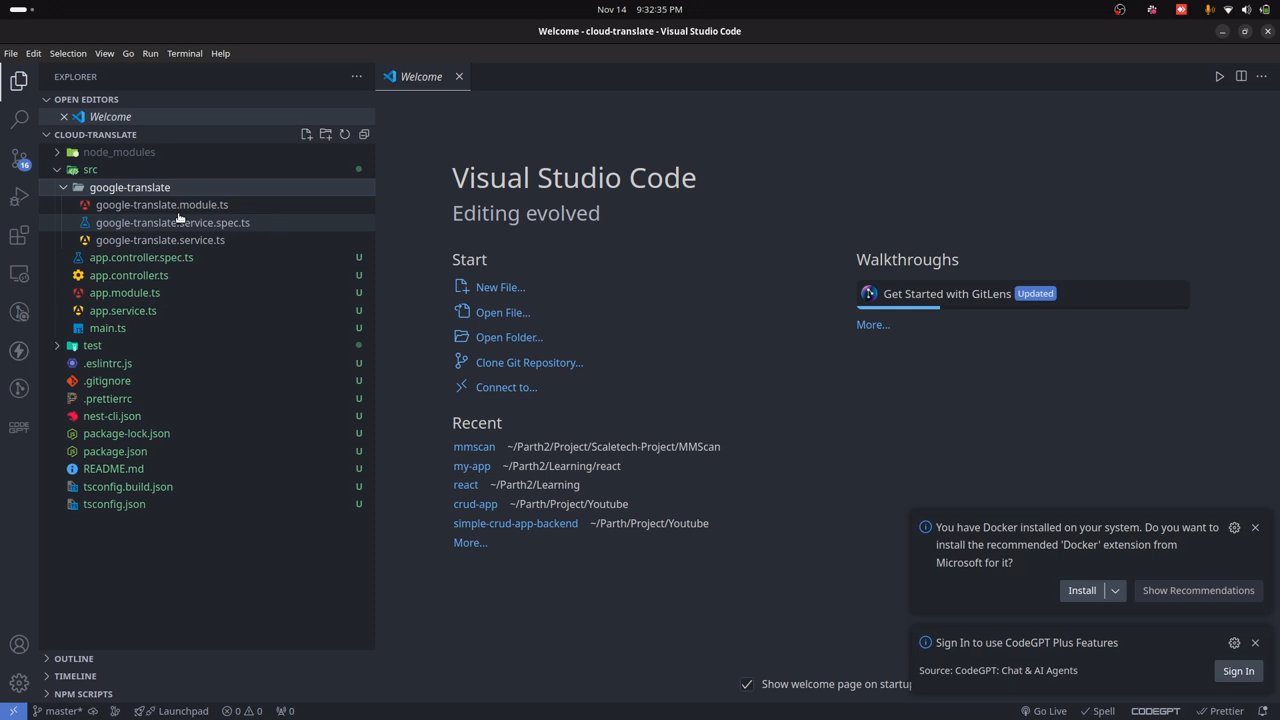 Nov 14 9:32:35 PM
Welcome - cloud-translate - Visual Studio Code
File Edit Selection View Go Run Terminal Help
EXPLORER
OPEN EDITORS
Welcome
CLOUD-TRANSLATE
node_modules
src
google-translate
google-translate.module.ts
google-translate.service.spec.ts
google-translate.service.ts
app.controller.spec.ts U
app.controller.ts U
app.module.ts U
app.service.ts U
main.ts U
test
.eslintrc.js U
.gitignore U
.prettierrc U
nest-cli.json U
package-lock.json U
package.json U
README.md U
tsconfig.build.json U
tsconfig.json U
OUTLINE
TIMELINE
NPM SCRIPTS
16
CODE GPT
Welcome
Visual Studio Code
Editing evolved
Start
New File...
Open File...
Open Folder...
Clone Git Repository...
Connect to...
Recent
mmscan ~/Parth2/Project/Scaletech-Project/MMScan
my-app ~/Parth2/Learning/react
react ~/Parth2/Learning
crud-app ~/Parth/Project/Youtube
simple-crud-app-backend ~/Parth/Project/Youtube
More...
Walkthroughs
Get Started with GitLens Updated
More...
Show welcome page on startup
You have Docker installed on your system. Do you want to
install the recommended 'Docker' extension from
Microsoft for it?
Install Show Recommendations
Sign In to use CodeGPT Plus Features
Source: CodeGPT: Chat & AI Agents
Sign In
master* Launchpad 0 0 0 Go Live Spell CODEGPT Prettier